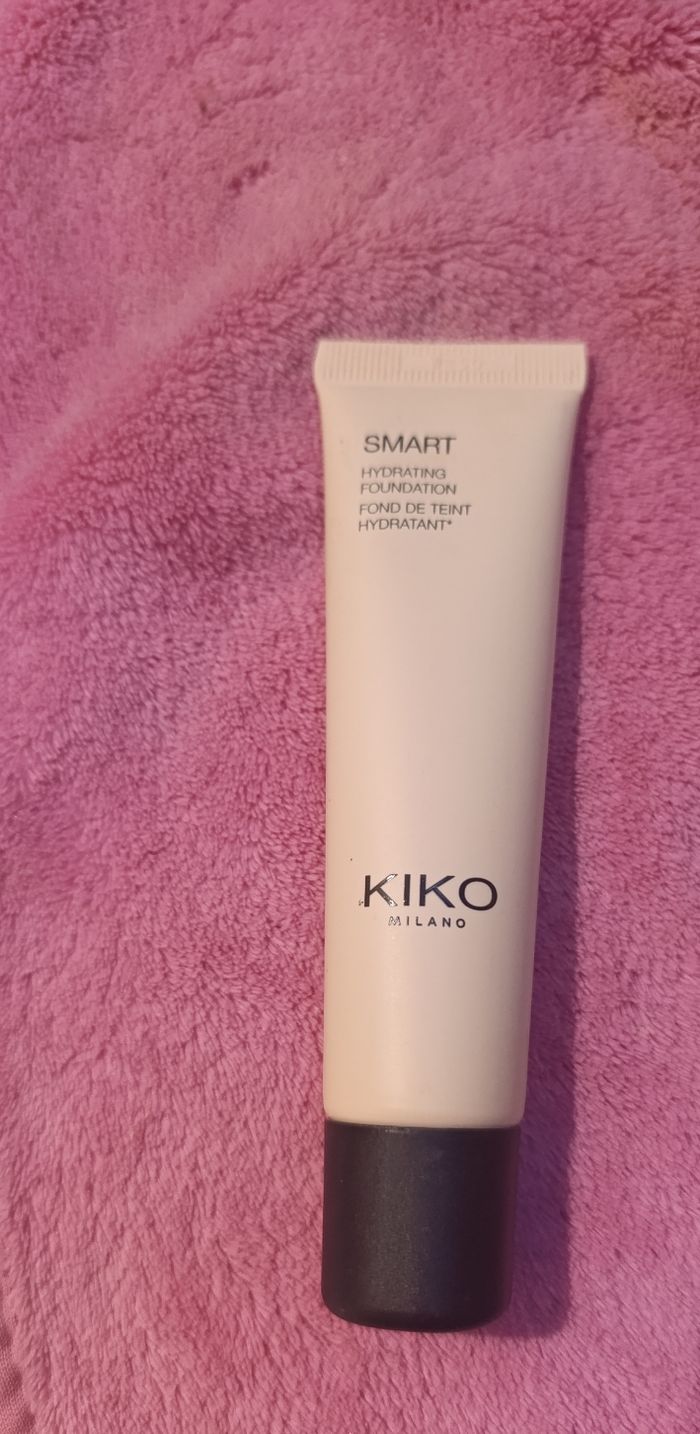 SMART
HYDRATING
FOUNDATION
FOND DE TEINT
HYDRATANT*
KIKO
MILANO